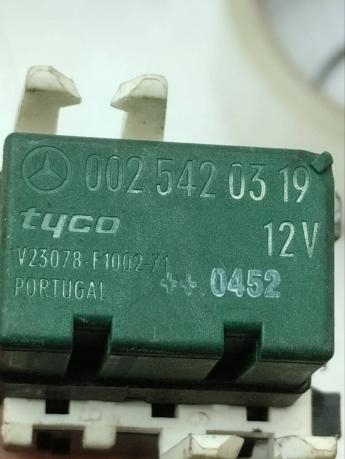 002 542 03 19
tyco 12V
V23078-F1002-X1
PORTUGAL ++ 0452